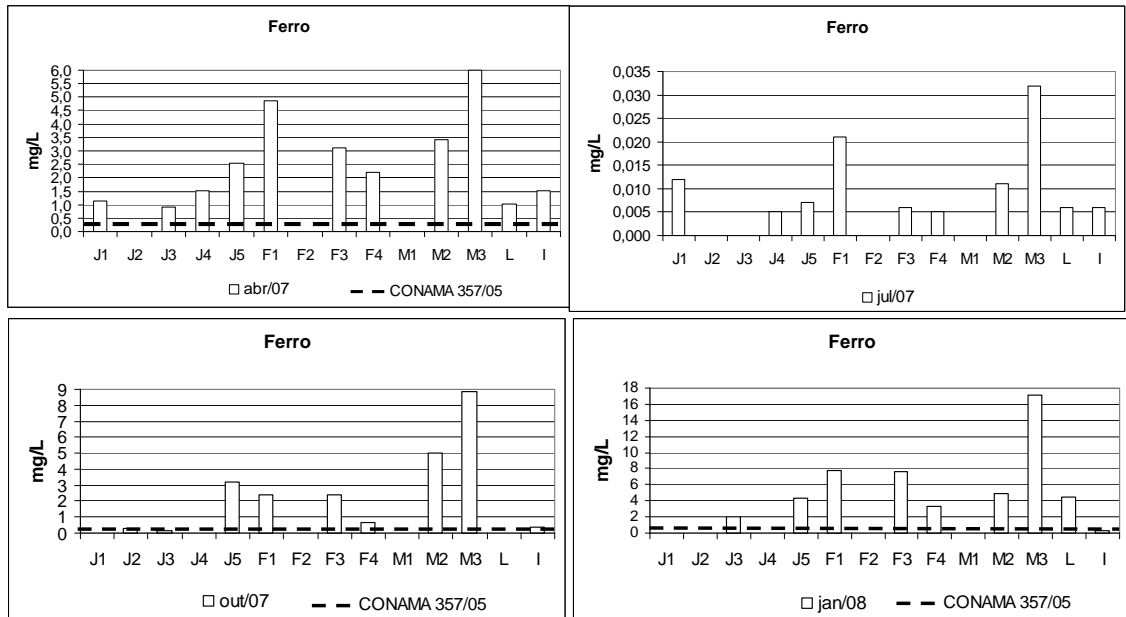 Ferro
mg/L
6,0
5,5
5,0
4,5
4,0
3,5
3,0
2,5
2,0
1,5
1,0
0,5
0,0
J1 J2 J3 J4 J5 F1 F2 F3 F4 M1 M2 M3 L I
abr/07 CONAMA 357/05
Ferro
mg/L
0,035
0,030
0,025
0,020
0,015
0,010
0,005
0,000
J1 J2 J3 J4 J5 F1 F2 F3 F4 M1 M2 M3 L I
jul/07
Ferro
mg/L
9
8
7
6
5
4
3
2
1
0
J1 J2 J3 J4 J5 F1 F2 F3 F4 M1 M2 M3 L I
out/07 CONAMA 357/05
Ferro
mg/L
18
16
14
12
10
8
6
4
2
0
J1 J2 J3 J4 J5 F1 F2 F3 F4 M1 M2 M3 L I
jan/08 CONAMA 357/05